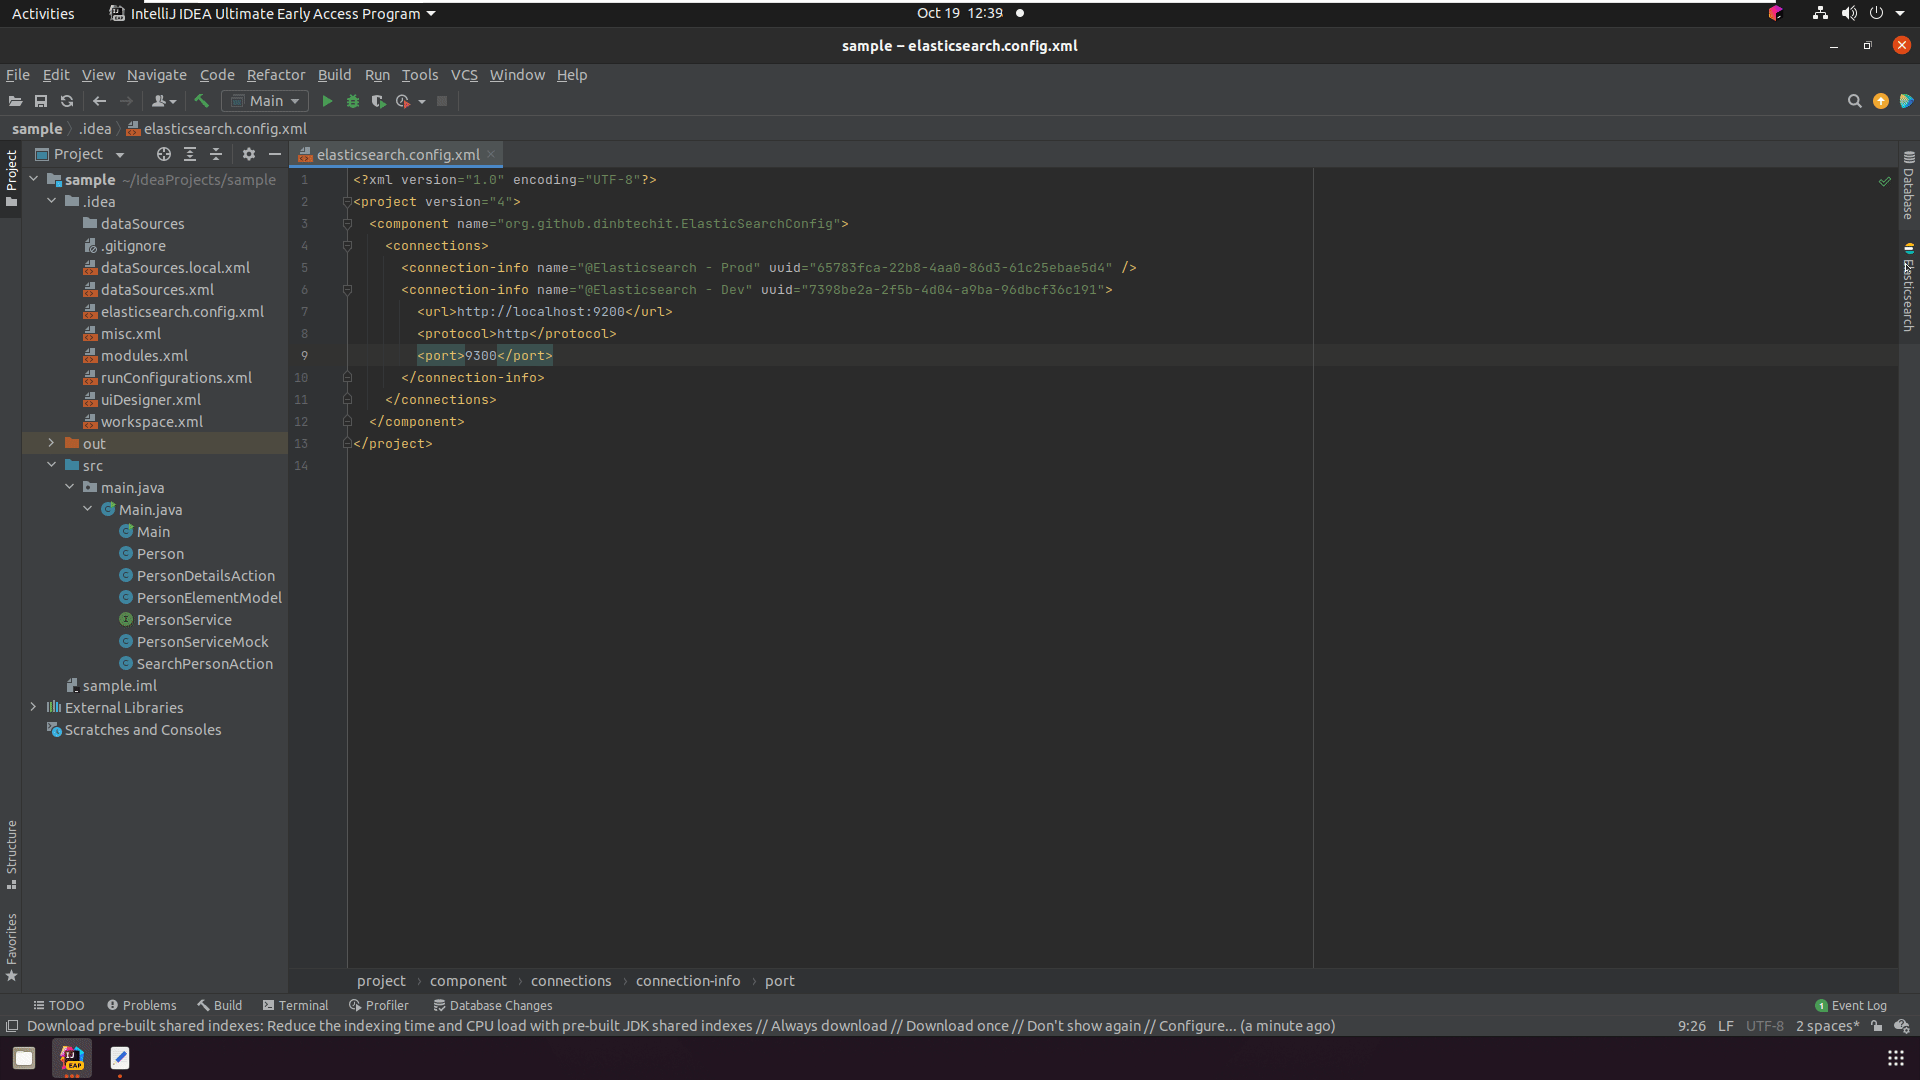 Activities IntelliJ IDEA Ultimate Early Access Program Oct 19 12:39
sample – elasticsearch.config.xml
File Edit View Navigate Code Refactor Build Run Tools VCS Window Help
Main
sample .idea elasticsearch.config.xml
Project
Project
elasticsearch.config.xml
Database
Elasticsearch
sample ~/IdeaProjects/sample
.idea
dataSources
.gitignore
dataSources.local.xml
dataSources.xml
elasticsearch.config.xml
misc.xml
modules.xml
runConfigurations.xml
uiDesigner.xml
workspace.xml
out
src
main.java
Main.java
Main
Person
PersonDetailsAction
PersonElementModel
PersonService
PersonServiceMock
SearchPersonAction
sample.iml
External Libraries
Scratches and Consoles
1 <?xml version="1.0" encoding="UTF-8"?>
2 <project version="4">
3 <component name="org.github.dinbtechit.ElasticSearchConfig">
4 <connections>
5 <connection-info name="@Elasticsearch - Prod" uuid="65783fca-22b8-4aa0-86d3-61c25ebae5d4" />
6 <connection-info name="@Elasticsearch - Dev" uuid="7398be2a-2f5b-4d04-a9ba-96dbcf36c191">
7 <url>http://localhost:9200</url>
8 <protocol>http</protocol>
9 <port>9300</port>
10 </connection-info>
11 </connections>
12 </component>
13 </project>
14
Structure
Favorites
project › component › connections › connection-info › port
TODO Problems Build Terminal Profiler Database Changes 1 Event Log
Download pre-built shared indexes: Reduce the indexing time and CPU load with pre-built JDK shared indexes // Always download // Download once // Don't show again // Configure... (a minute ago) 9:26 LF UTF-8 2 spaces*
IJ
EAP